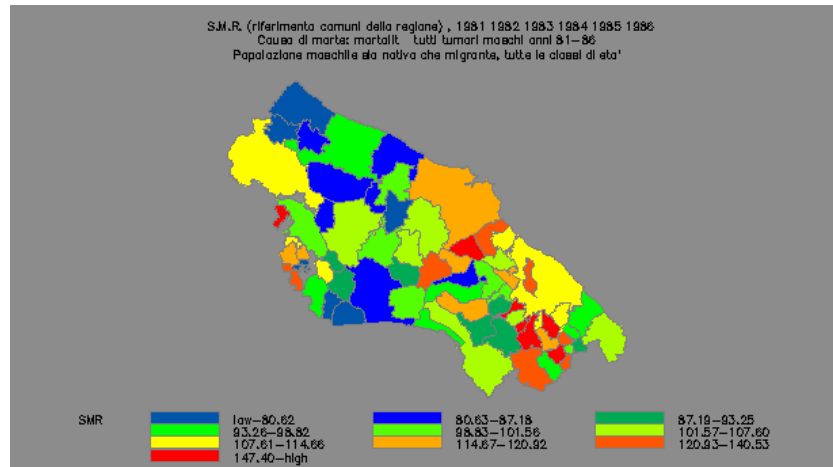 S.M.R. (riferimento comuni della regione) , 1981 1982 1983 1984 1985 1986
Causa di morte: mortalit tutti tumori maschi anni 81-86
Popolazione maschile sia nativa che migrante, tutte le classi di eta'
SMR low-80.62 80.63-87.18 87.19-93.25
93.26-98.82 98.83-101.56 101.57-107.60
107.61-114.66 114.67-120.92 120.93-140.53
147.40-high